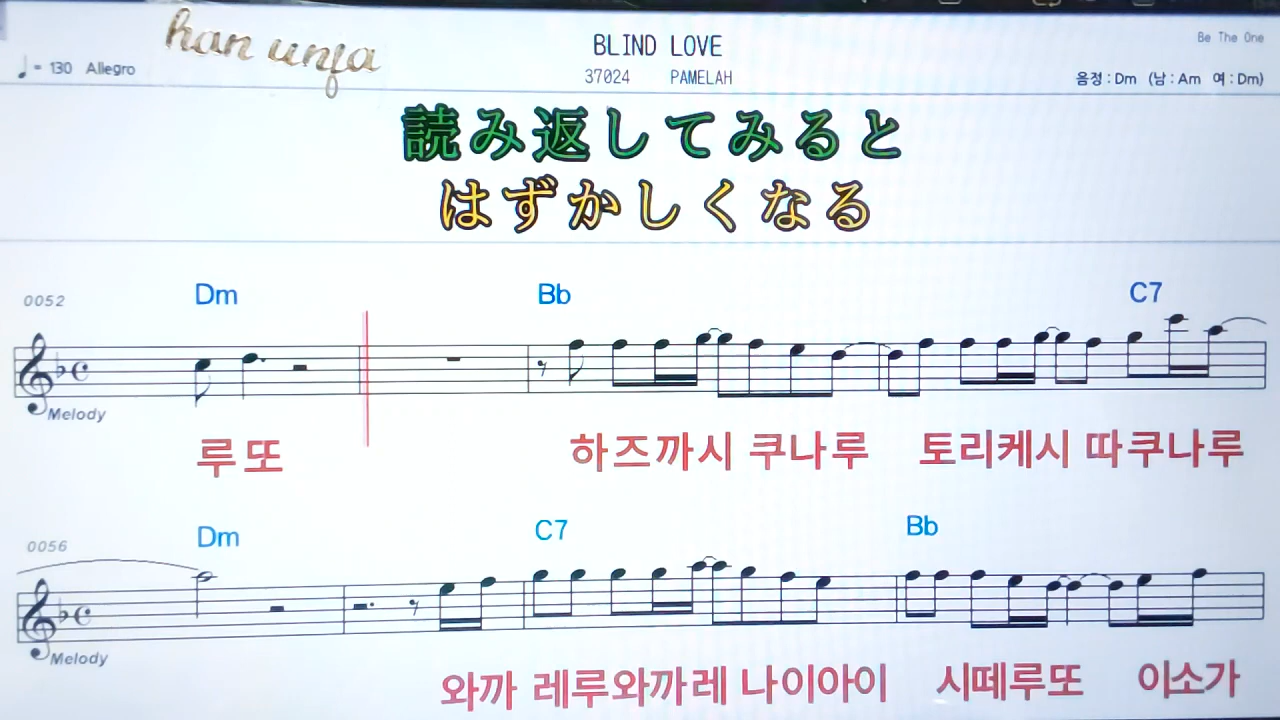 han unja
BLIND LOVE
Be The One
♩= 130 Allegro
37024 PAMELAH
음정 : Dm (남 : Am 여 : Dm)
読み返してみると
はずかしくなる
0052
Dm Bb C7
Melody
루또 하즈까시 쿠나루 토리케시 따쿠나루
0056
Dm C7 Bb
Melody
와까 레루와까레 나이아이 시떼루또 이소가